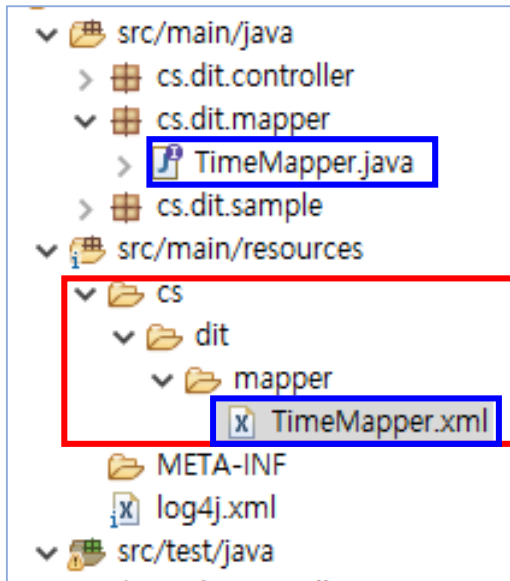 src/main/java
cs.dit.controller
cs.dit.mapper
TimeMapper.java
cs.dit.sample
src/main/resources
cs
dit
mapper
TimeMapper.xml
META-INF
log4j.xml
src/test/java